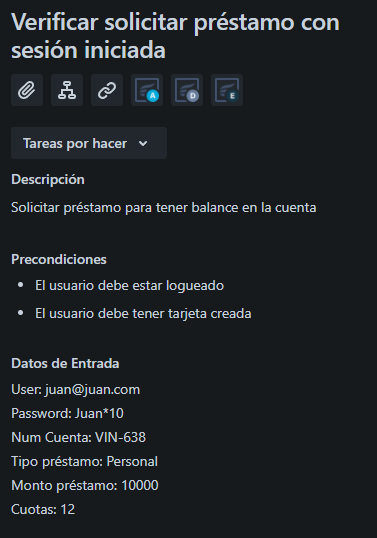 Verificar solicitar préstamo con
sesión iniciada
A
D
E
Tareas por hacer
Descripción
Solicitar préstamo para tener balance en la cuenta
Precondiciones
• El usuario debe estar logueado
• El usuario debe tener tarjeta creada
Datos de Entrada
User: juan@juan.com
Password: Juan*10
Num Cuenta: VIN-638
Tipo préstamo: Personal
Monto préstamo: 10000
Cuotas: 12